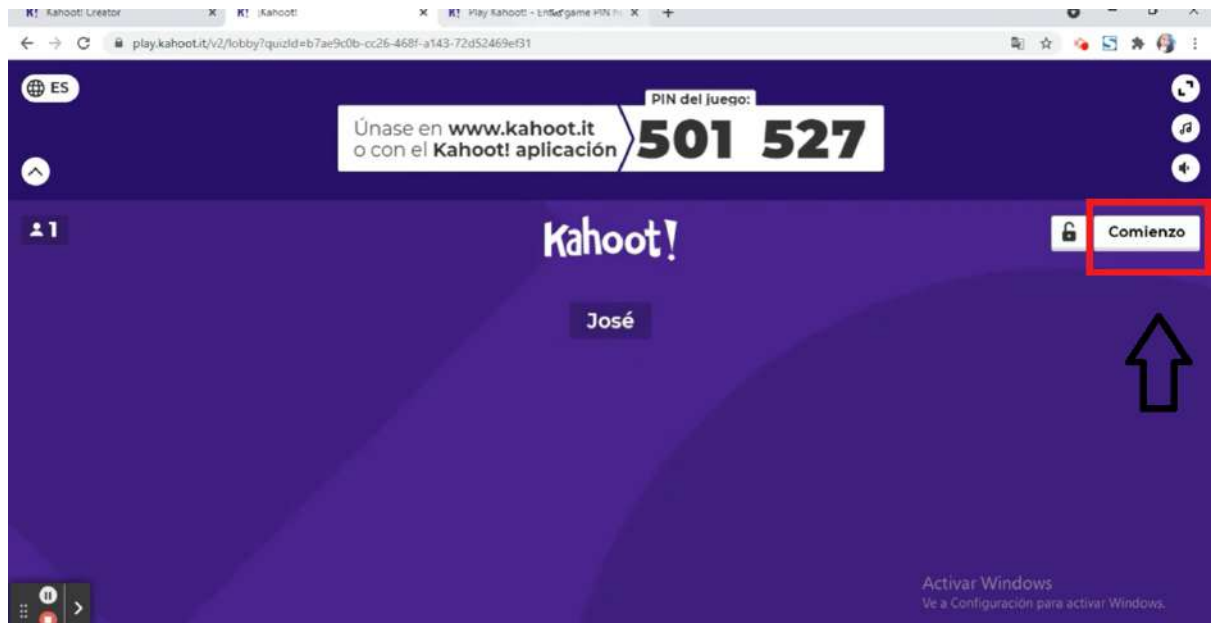 Kahoot! Creator
Kahoot!
Play Kahoot! - Enter game PIN
play.kahoot.it/v2/lobby?quizId=b7ae9c0b-cc26-468f-a143-72d52469ef31
ES
PIN del juego:
Únase en www.kahoot.it
o con el Kahoot! aplicación
501 527
1
Kahoot!
Comienzo
José
Activar Windows
Ve a Configuración para activar Windows.